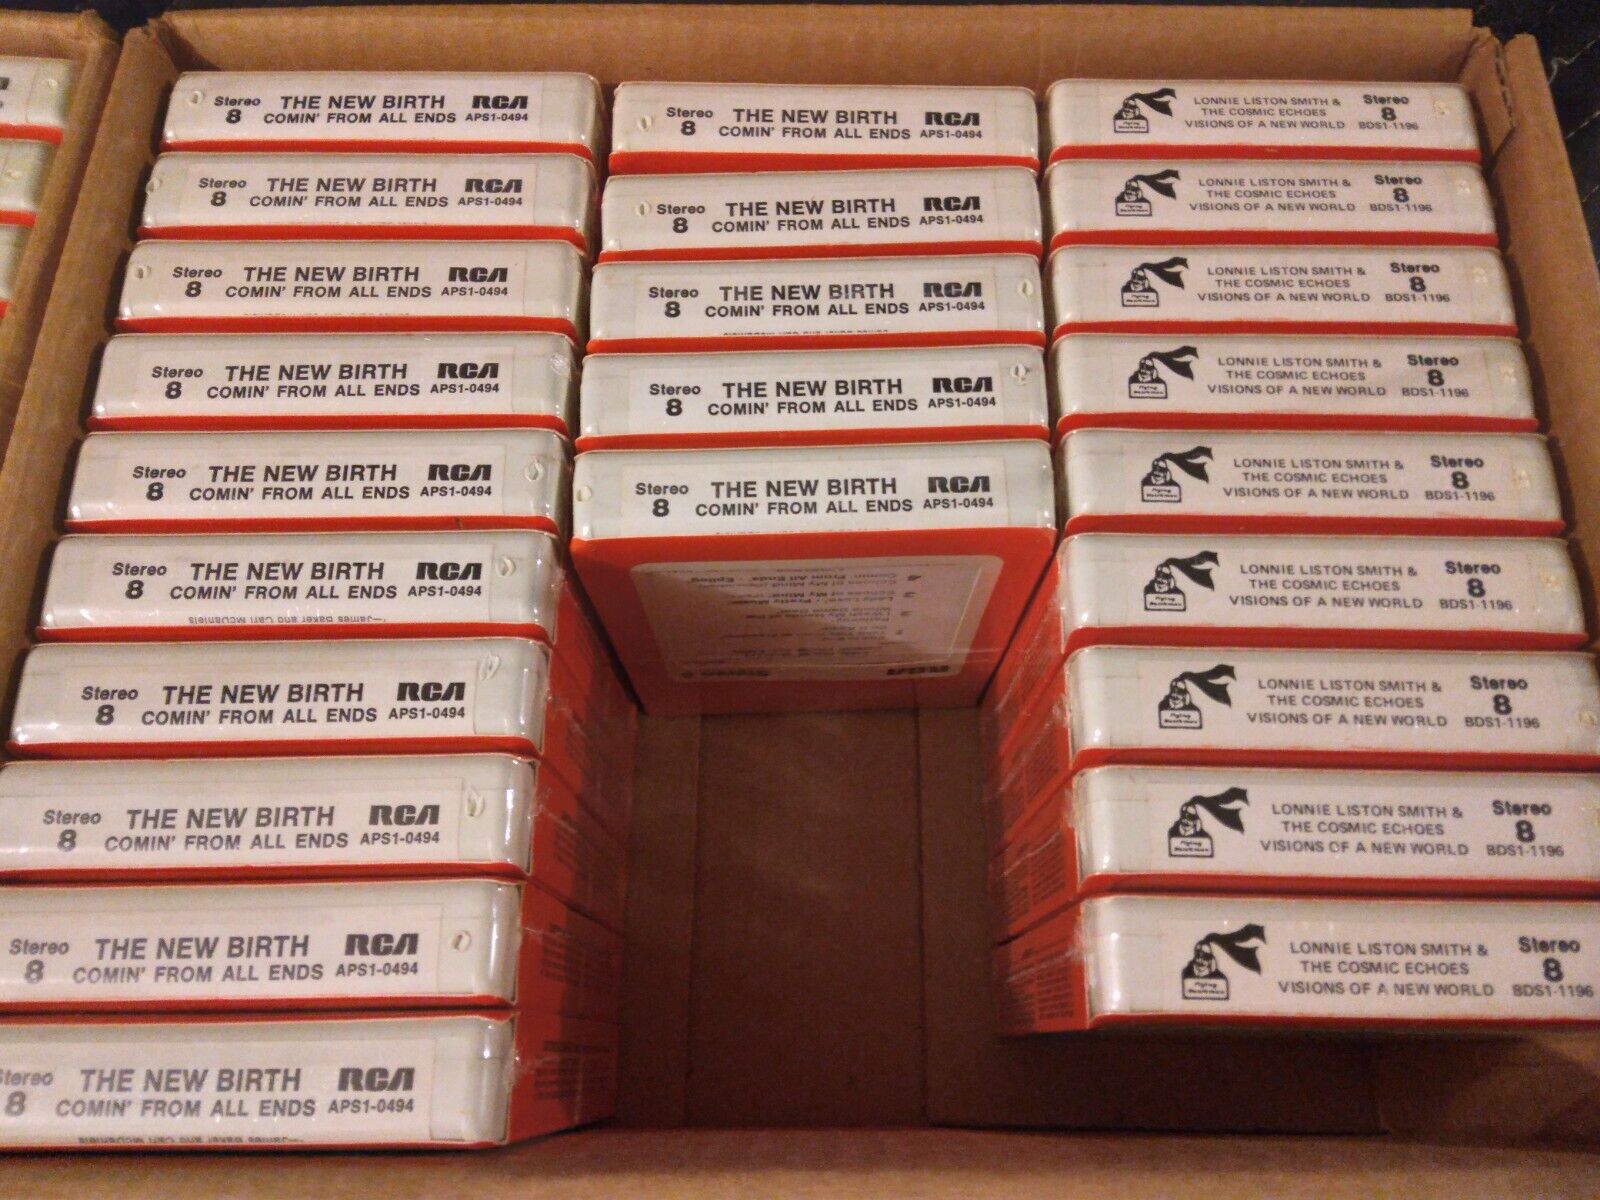 Stereo THE NEW BIRTH RCA
8 COMIN' FROM ALL ENDS APS1-0494
Stereo THE NEW BIRTH RCA
8 COMIN' FROM ALL ENDS APS1-0494
Stereo THE NEW BIRTH RCA
8 COMIN' FROM ALL ENDS APS1-0494
Stereo THE NEW BIRTH RCA
8 COMIN' FROM ALL ENDS APS1-0494
Stereo THE NEW BIRTH RCA
8 COMIN' FROM ALL ENDS APS1-0494
Stereo THE NEW BIRTH RCA
8 COMIN' FROM ALL ENDS APS1-0494
—James Baker and Carl McDaniels
Stereo THE NEW BIRTH RCA
8 COMIN' FROM ALL ENDS APS1-0494
Stereo THE NEW BIRTH RCA
8 COMIN' FROM ALL ENDS APS1-0494
Stereo THE NEW BIRTH RCA
8 COMIN' FROM ALL ENDS APS1-0494
Stereo THE NEW BIRTH RCA
8 COMIN' FROM ALL ENDS APS1-0494
—James Baker and Carl McDaniels
Stereo THE NEW BIRTH RCA
8 COMIN' FROM ALL ENDS APS1-0494
Stereo THE NEW BIRTH RCA
8 COMIN' FROM ALL ENDS APS1-0494
Stereo THE NEW BIRTH RCA
8 COMIN' FROM ALL ENDS APS1-0494
Stereo THE NEW BIRTH RCA
8 COMIN' FROM ALL ENDS APS1-0494
Stereo THE NEW BIRTH RCA
8 COMIN' FROM ALL ENDS APS1-0494
LONNIE LISTON SMITH & Stereo
THE COSMIC ECHOES 8
VISIONS OF A NEW WORLD BDS1-1196
LONNIE LISTON SMITH & Stereo
THE COSMIC ECHOES 8
VISIONS OF A NEW WORLD BDS1-1196
LONNIE LISTON SMITH & Stereo
THE COSMIC ECHOES 8
VISIONS OF A NEW WORLD BDS1-1196
LONNIE LISTON SMITH & Stereo
THE COSMIC ECHOES 8
VISIONS OF A NEW WORLD BDS1-1196
LONNIE LISTON SMITH & Stereo
THE COSMIC ECHOES 8
VISIONS OF A NEW WORLD BDS1-1196
LONNIE LISTON SMITH & Stereo
THE COSMIC ECHOES 8
VISIONS OF A NEW WORLD BDS1-1196
LONNIE LISTON SMITH & Stereo
THE COSMIC ECHOES 8
VISIONS OF A NEW WORLD BDS1-1196
LONNIE LISTON SMITH & Stereo
THE COSMIC ECHOES 8
VISIONS OF A NEW WORLD BDS1-1196
LONNIE LISTON SMITH & Stereo
THE COSMIC ECHOES 8
VISIONS OF A NEW WORLD BDS1-1196